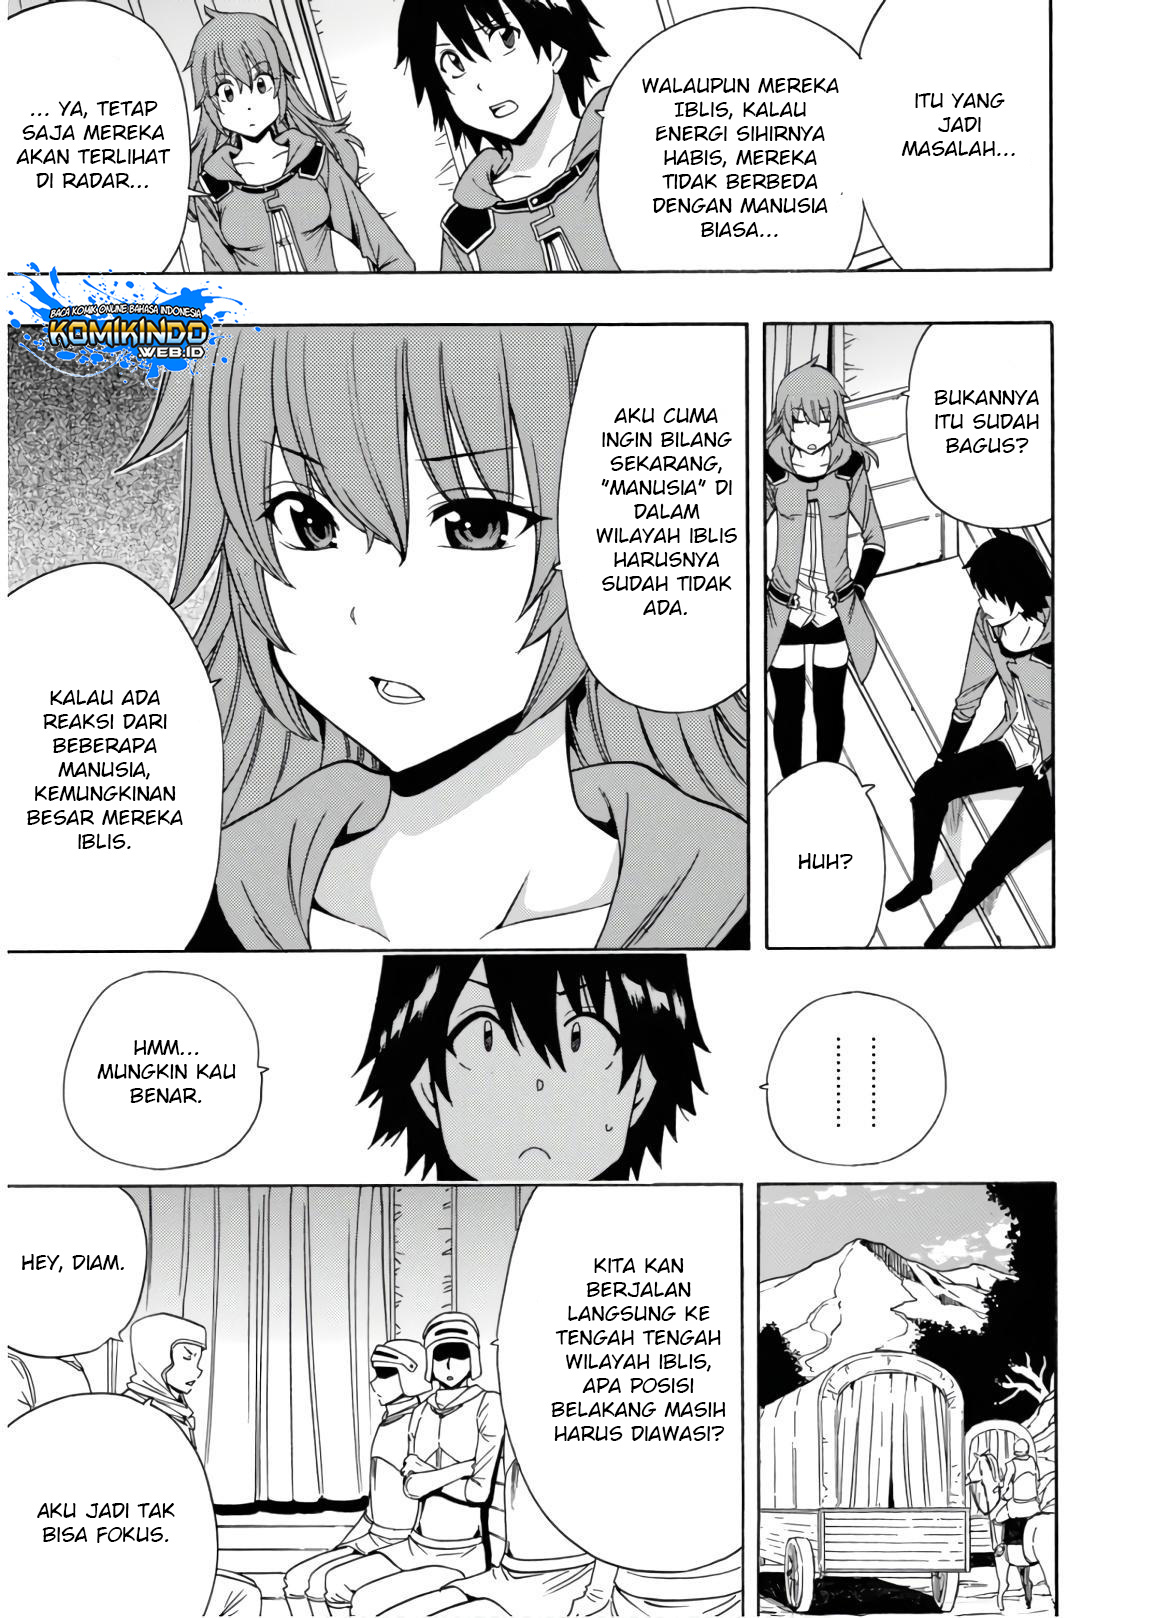 ITU YANG
JADI
MASALAH...
WALAUPUN MEREKA
IBLIS, KALAU
ENERGI SIHIRNYA
HABIS, MEREKA
TIDAK BERBEDA
DENGAN MANUSIA
BIASA...
... YA, TETAP
SAJA MEREKA
AKAN TERLIHAT
DI RADAR...
BACA KOMIK ONLINE BAHASA INDONESIA
KOMIKINDO
WEB.ID
BUKANNYA
ITU SUDAH
BAGUS?
HUH?
AKU CUMA
INGIN BILANG
SEKARANG,
"MANUSIA" DI
DALAM
WILAYAH IBLIS
HARUSNYA
SUDAH TIDAK
ADA.
KALAU ADA
REAKSI DARI
BEBERAPA
MANUSIA,
KEMUNGKINAN
BESAR MEREKA
IBLIS.
HMM...
MUNGKIN KAU
BENAR.
KITA KAN
BERJALAN
LANGSUNG KE
TENGAH TENGAH
WILAYAH IBLIS,
APA POSISI
BELAKANG MASIH
HARUS DIAWASI?
HEY, DIAM.
AKU JADI TAK
BISA FOKUS.